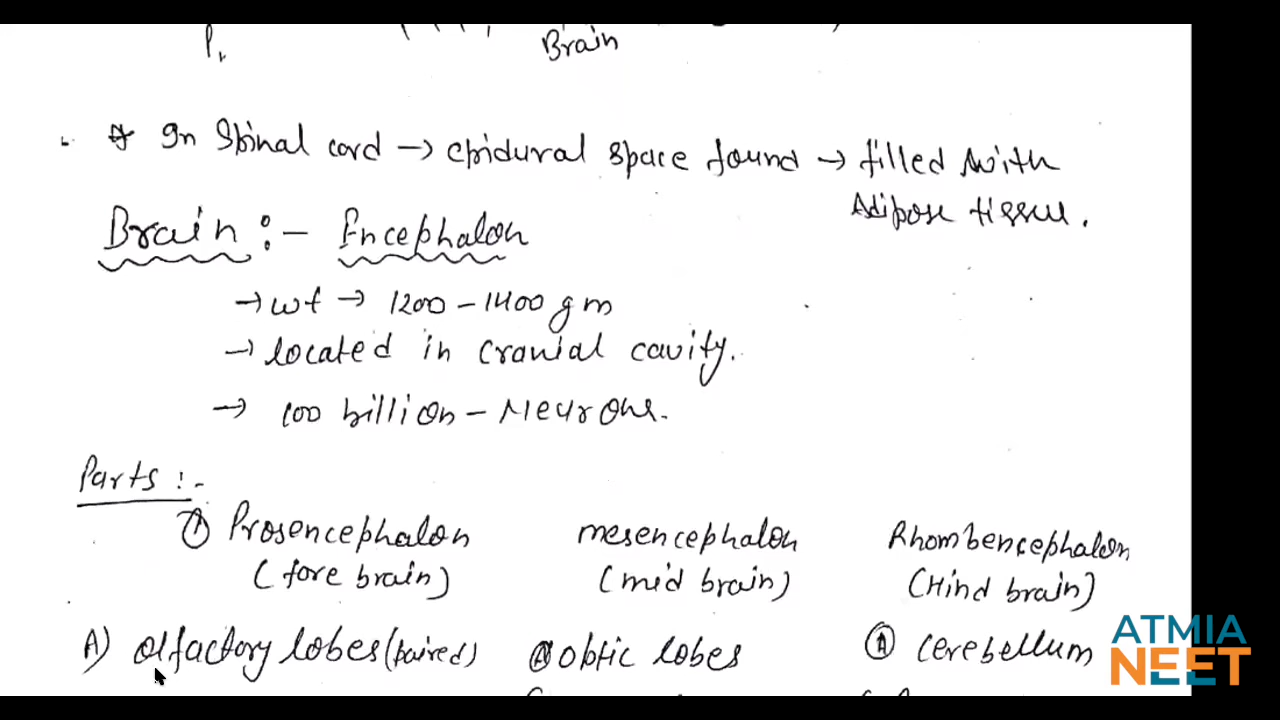 Brain
* In Spinal cord → epidural space found → filled with
Adipose tissue.
Brain :- Encephalon
→ wt → 1200 - 1400 gm
→ located in cranial cavity.
→ 100 billion - Neurons.
Parts :-
① Prosencephalon mesencephalon Rhombencephalon
(fore brain) (mid brain) (Hind brain)
A) olfactory lobes (paired) Ⓐ optic lobes Ⓐ cerebellum
ATMIA
NEET